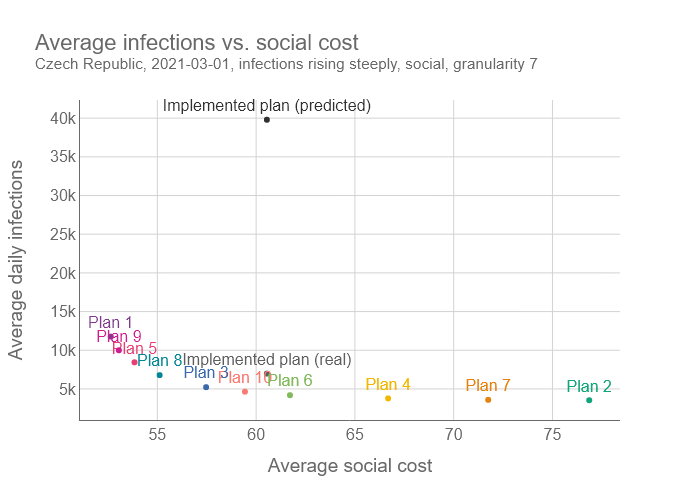 Average infections vs. social cost
Czech Republic, 2021-03-01, infections rising steeply, social, granularity 7
Implemented plan (predicted)
40k
35k
30k
25k
20k
15k
10k
5k
Average daily infections
Plan 1
Plan 9
Plan 5
Plan 8
Implemented plan (real)
Plan 3
Plan 10
Plan 6
Plan 4
Plan 7
Plan 2
55
60
65
70
75
Average social cost